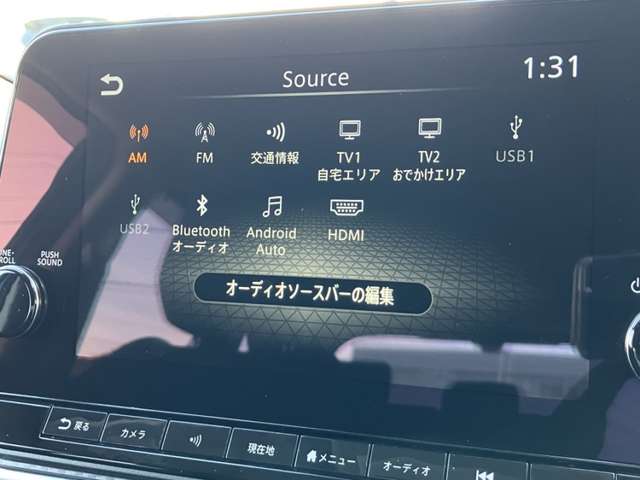 Source
1:31
AM
FM
交通情報
TV1
自宅エリア
TV2
おでかけエリア
USB1
USB2
Bluetooth
オーディオ
Android
Auto
HDMI
オーディオソースバーの編集
PUSH
SOUND
戻る
カメラ
現在地
メニュー
オーディオ